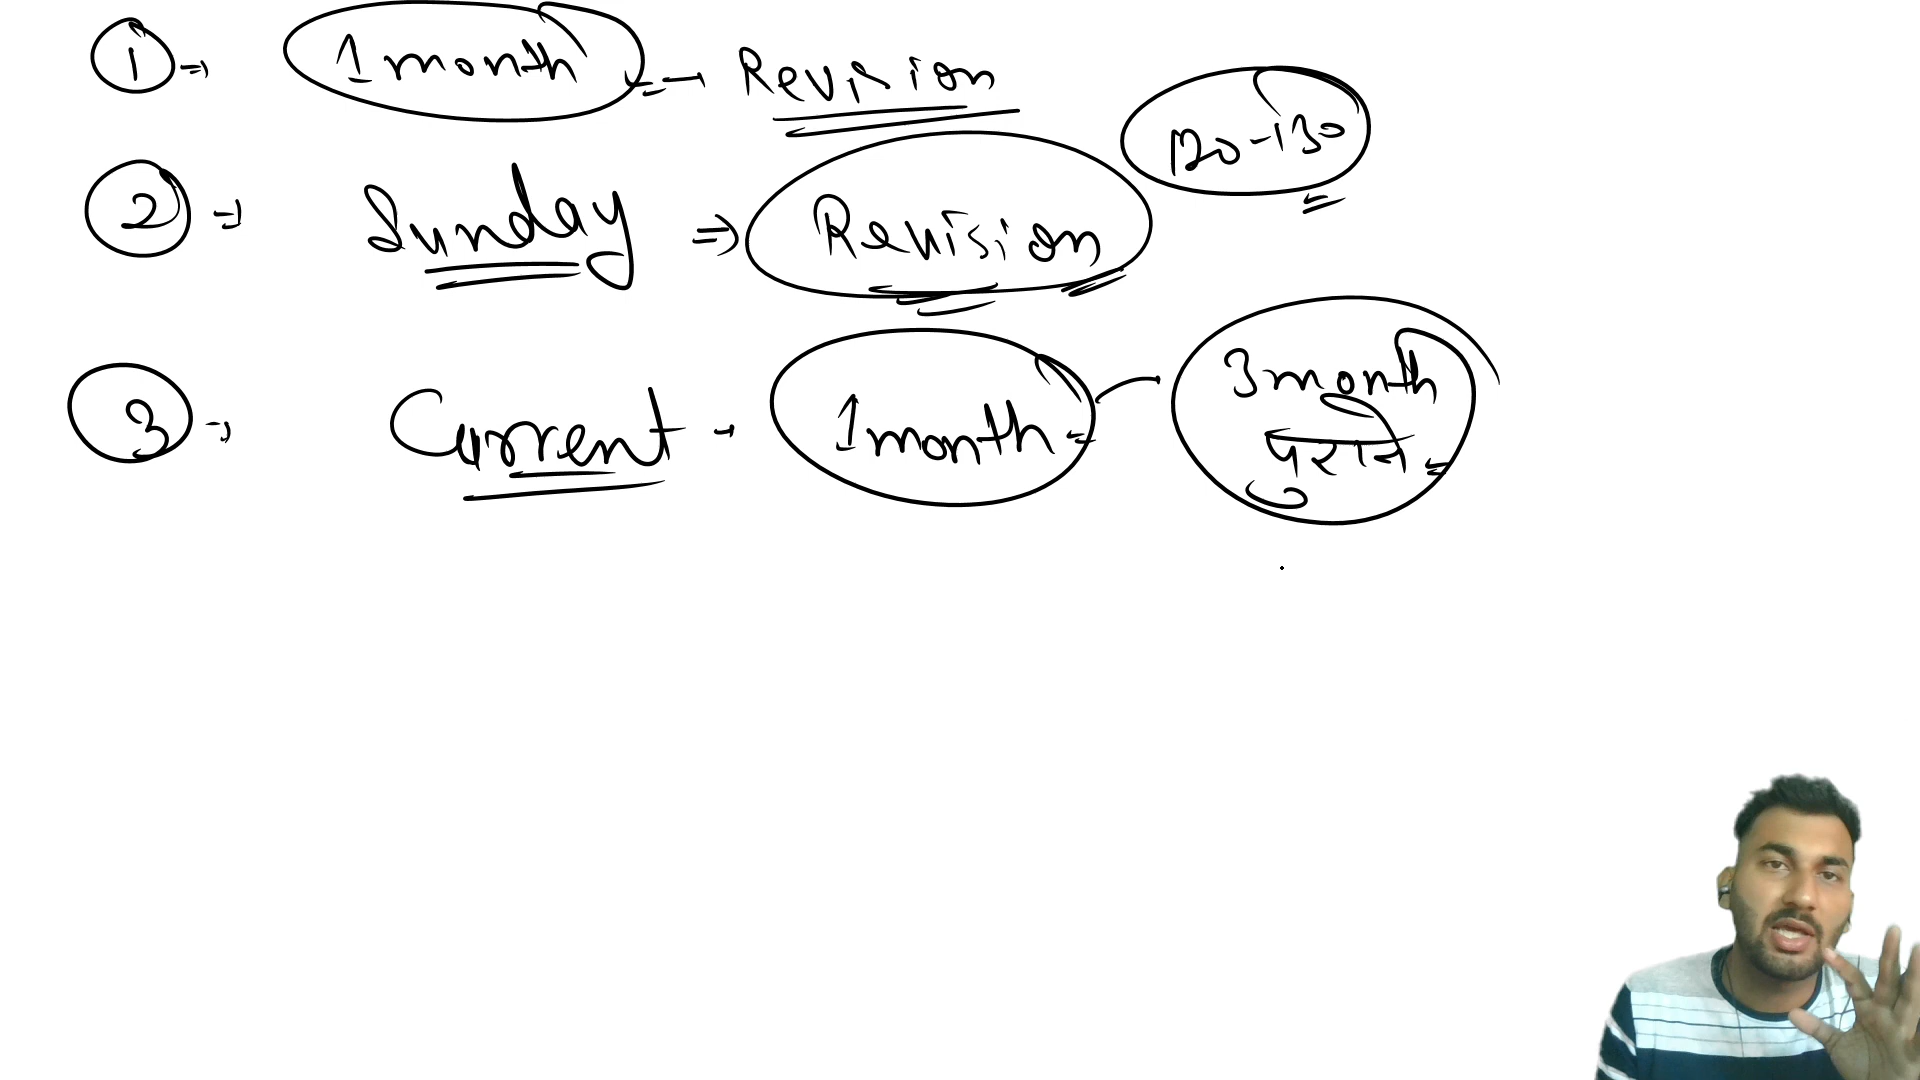 1 ⇒ 1 month → Revision
120-130
2 ⇒ Sunday ⇒ Revision
3 → Current → 1 month - 3 month
पुराने